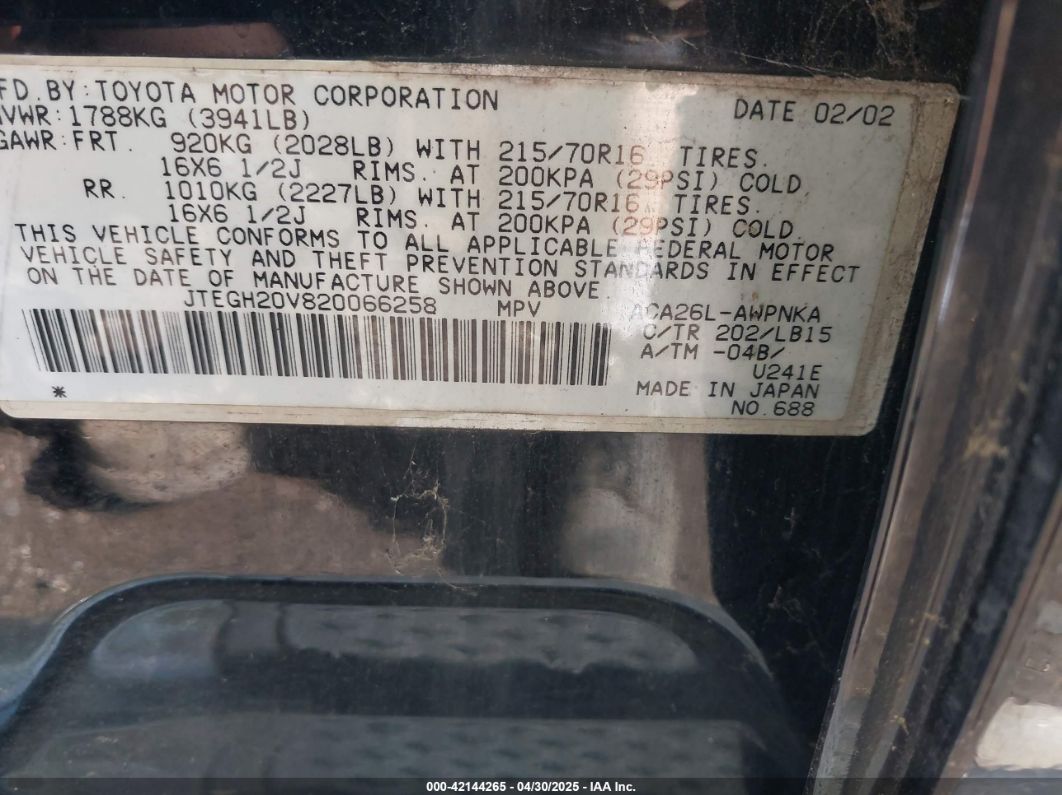 FD BY: TOYOTA MOTOR CORPORATION DATE 02/02
VWR: 1788KG (3941LB)
GAWR: FRT. 920KG (2028LB) WITH 215/70R16 TIRES.
16X6 1/2J RIMS. AT 200KPA (29PSI) COLD.
RR. 1010KG (2227LB) WITH 215/70R16 TIRES
16X6 1/2J RIMS. AT 200KPA (29PSI) COLD.
THIS VEHICLE CONFORMS TO ALL APPLICABLE FEDERAL MOTOR
VEHICLE SAFETY AND THEFT PREVENTION STANDARDS IN EFFECT
ON THE DATE OF MANUFACTURE SHOWN ABOVE.
JTEGH20V820066258 MPV ACA26L-AWPNKA
C/TR 202/LB15
A/TM -04B/
U241E
* MADE IN JAPAN
NO.688
000-42144265 - 04/30/2025 - IAA Inc.